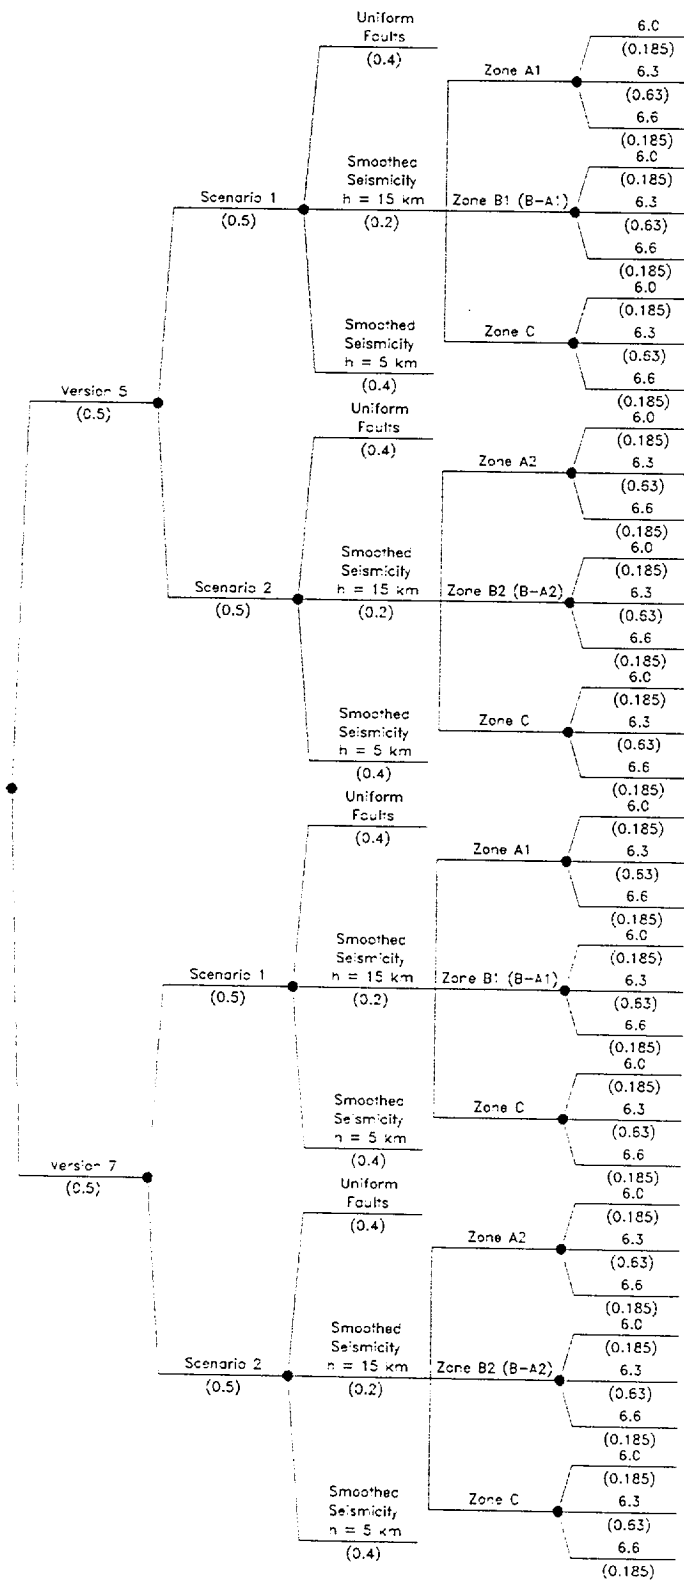 Uniform
Faults
(0.4)
Zone A1
6.0
(0.185)
6.3
(0.63)
6.6
(0.185)
Scenario 1
(0.5)
Smoothed
Seismicity
h = 15 km
(0.2)
Zone B1 (B-A1)
6.0
(0.185)
6.3
(0.63)
6.6
(0.185)
Smoothed
Seismicity
h = 5 km
(0.4)
Zone C
6.0
(0.185)
6.3
(0.63)
6.6
(0.185)
Version 5
(0.5)
Uniform
Faults
(0.4)
Zone A2
6.0
(0.185)
6.3
(0.63)
6.6
(0.185)
Scenario 2
(0.5)
Smoothed
Seismicity
h = 15 km
(0.2)
Zone B2 (B-A2)
6.0
(0.185)
6.3
(0.63)
6.6
(0.185)
Smoothed
Seismicity
h = 5 km
(0.4)
Zone C
6.0
(0.185)
6.3
(0.63)
6.6
(0.185)
Uniform
Faults
(0.4)
Zone A1
6.0
(0.185)
6.3
(0.63)
6.6
(0.185)
Scenario 1
(0.5)
Smoothed
Seismicity
h = 15 km
(0.2)
Zone B1 (B-A1)
6.0
(0.185)
6.3
(0.63)
6.6
(0.185)
Smoothed
Seismicity
h = 5 km
(0.4)
Zone C
6.0
(0.185)
6.3
(0.63)
6.6
(0.185)
Version 7
(0.5)
Uniform
Faults
(0.4)
Zone A2
6.0
(0.185)
6.3
(0.63)
6.6
(0.185)
Scenario 2
(0.5)
Smoothed
Seismicity
h = 15 km
(0.2)
Zone B2 (B-A2)
6.0
(0.185)
6.3
(0.63)
6.6
(0.185)
Smoothed
Seismicity
h = 5 km
(0.4)
Zone C
6.0
(0.185)
6.3
(0.63)
6.6
(0.185)